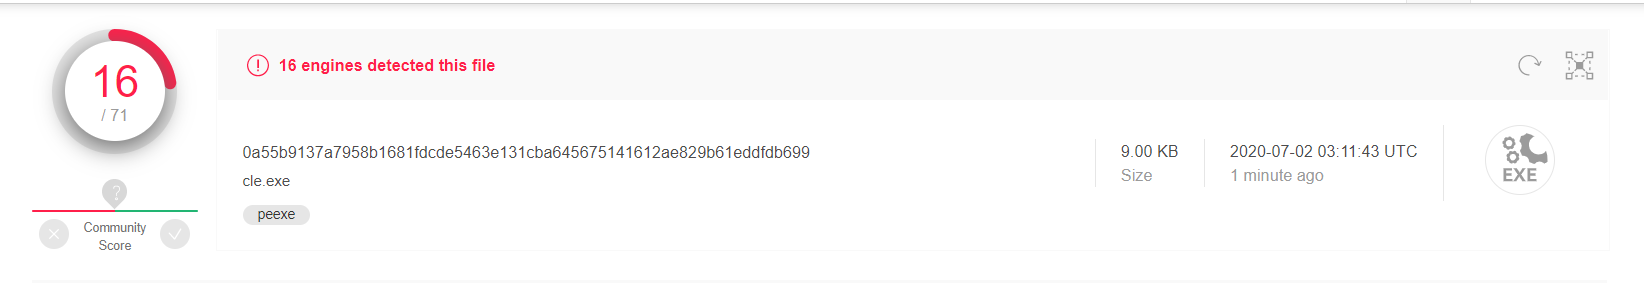 16
/ 71
?
Community
Score
16 engines detected this file
0a55b9137a7958b1681fdcde5463e131cba645675141612ae829b61eddfdb699
cle.exe
peexe
9.00 KB
Size
2020-07-02 03:11:43 UTC
1 minute ago
EXE